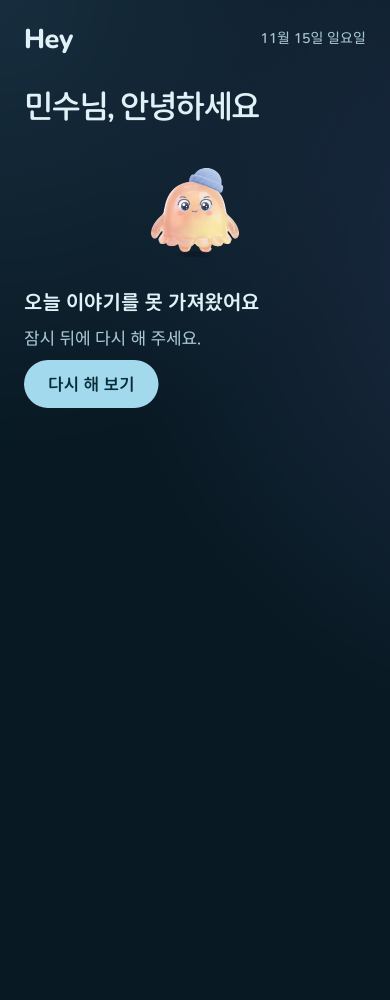 Hey
11월 15일 일요일
민수님, 안녕하세요
오늘 이야기를 못 가져왔어요
잠시 뒤에 다시 해 주세요.
다시 해 보기